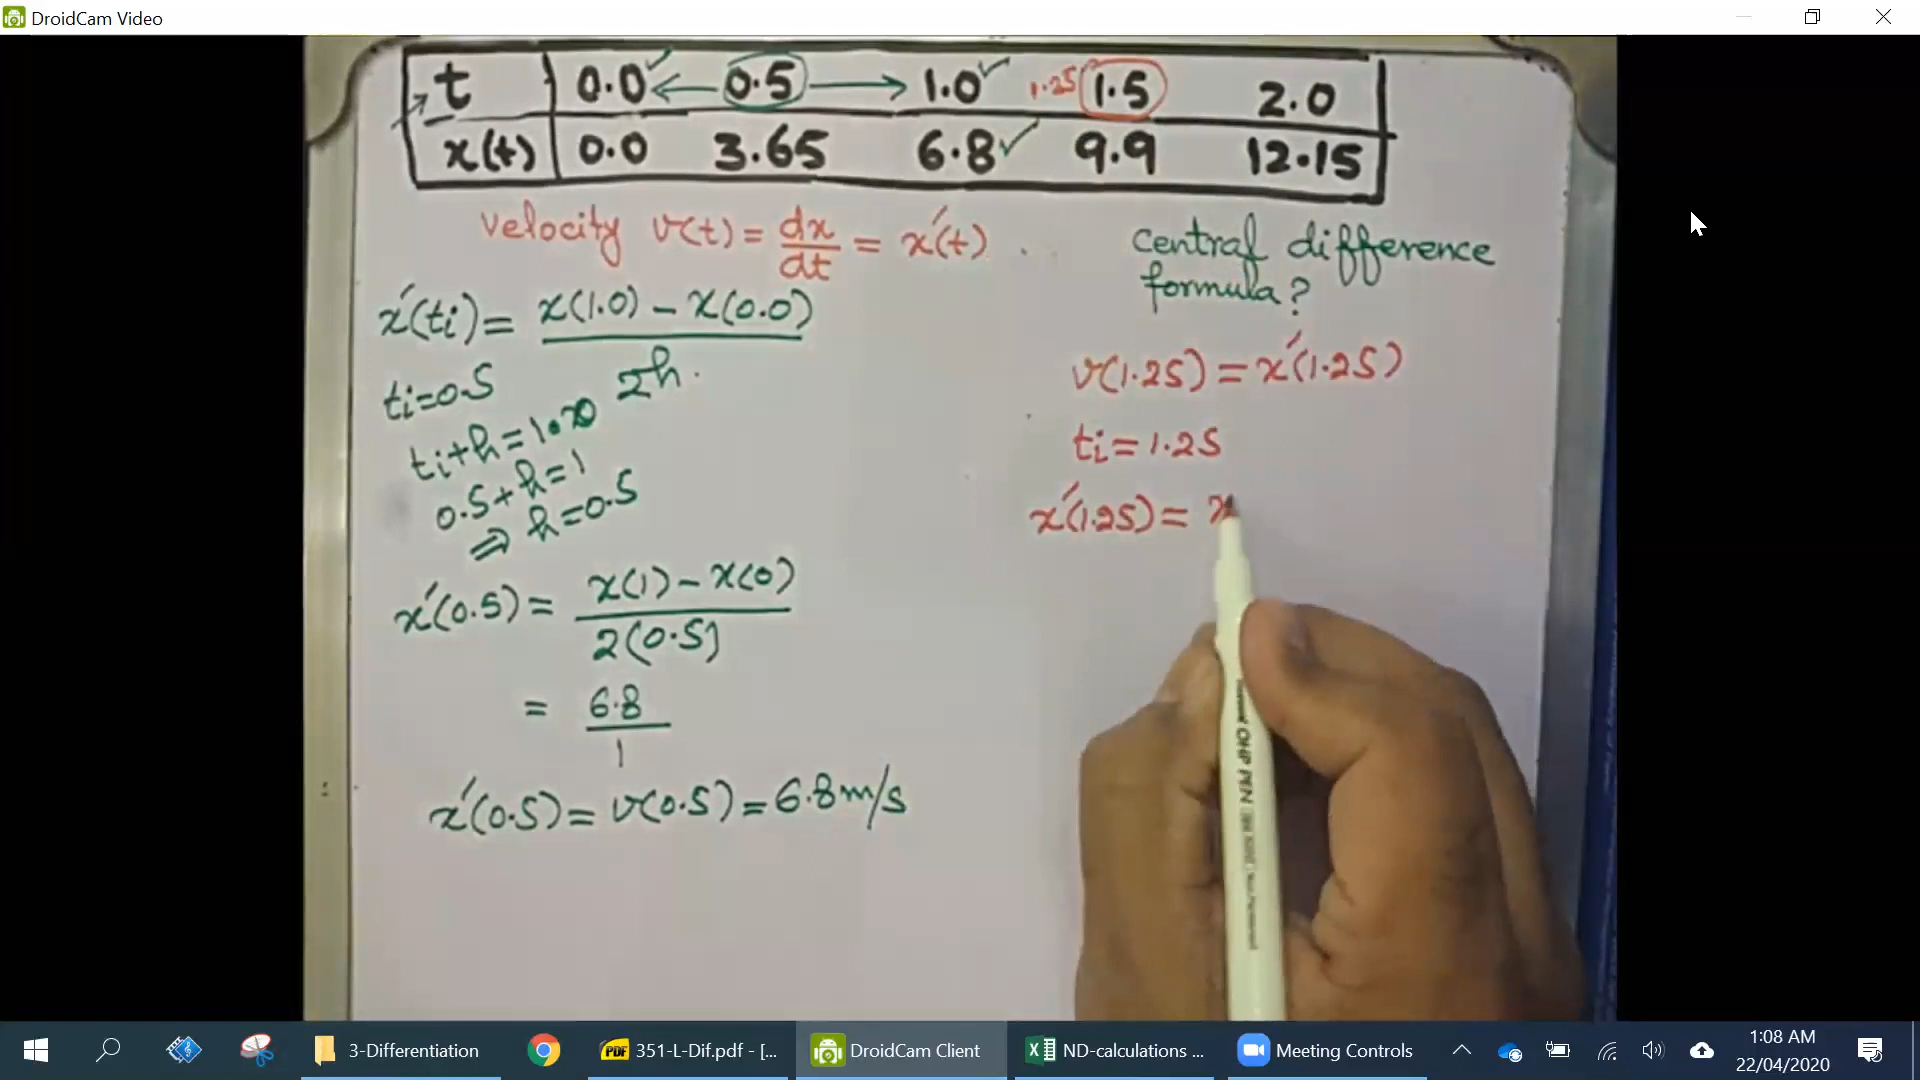 DroidCam Video
t 0.0✓ ← 0.5 → 1.0✓ 1.25 1.5 2.0
x(t) 0.0 3.65 6.8✓ 9.9 12.15
Velocity v(t) = dx/dt = x'(t).
Central difference
formula?
x'(ti) = x(1.0) - x(0.0)
2h.
ti=0.5
ti+h=1.0
0.5+h=1
⇒ h=0.5
x'(0.5) = x(1) - x(0)
2(0.5)
= 6.8
1
x'(0.5) = v(0.5) = 6.8 m/s
v(1.25) = x'(1.25)
ti = 1.25
x'(1.25) = x
OHP PEN
3-Differentiation
PDF
351-L-Dif.pdf - [...
DroidCam Client
ND-calculations ...
Meeting Controls
1:08 AM
22/04/2020